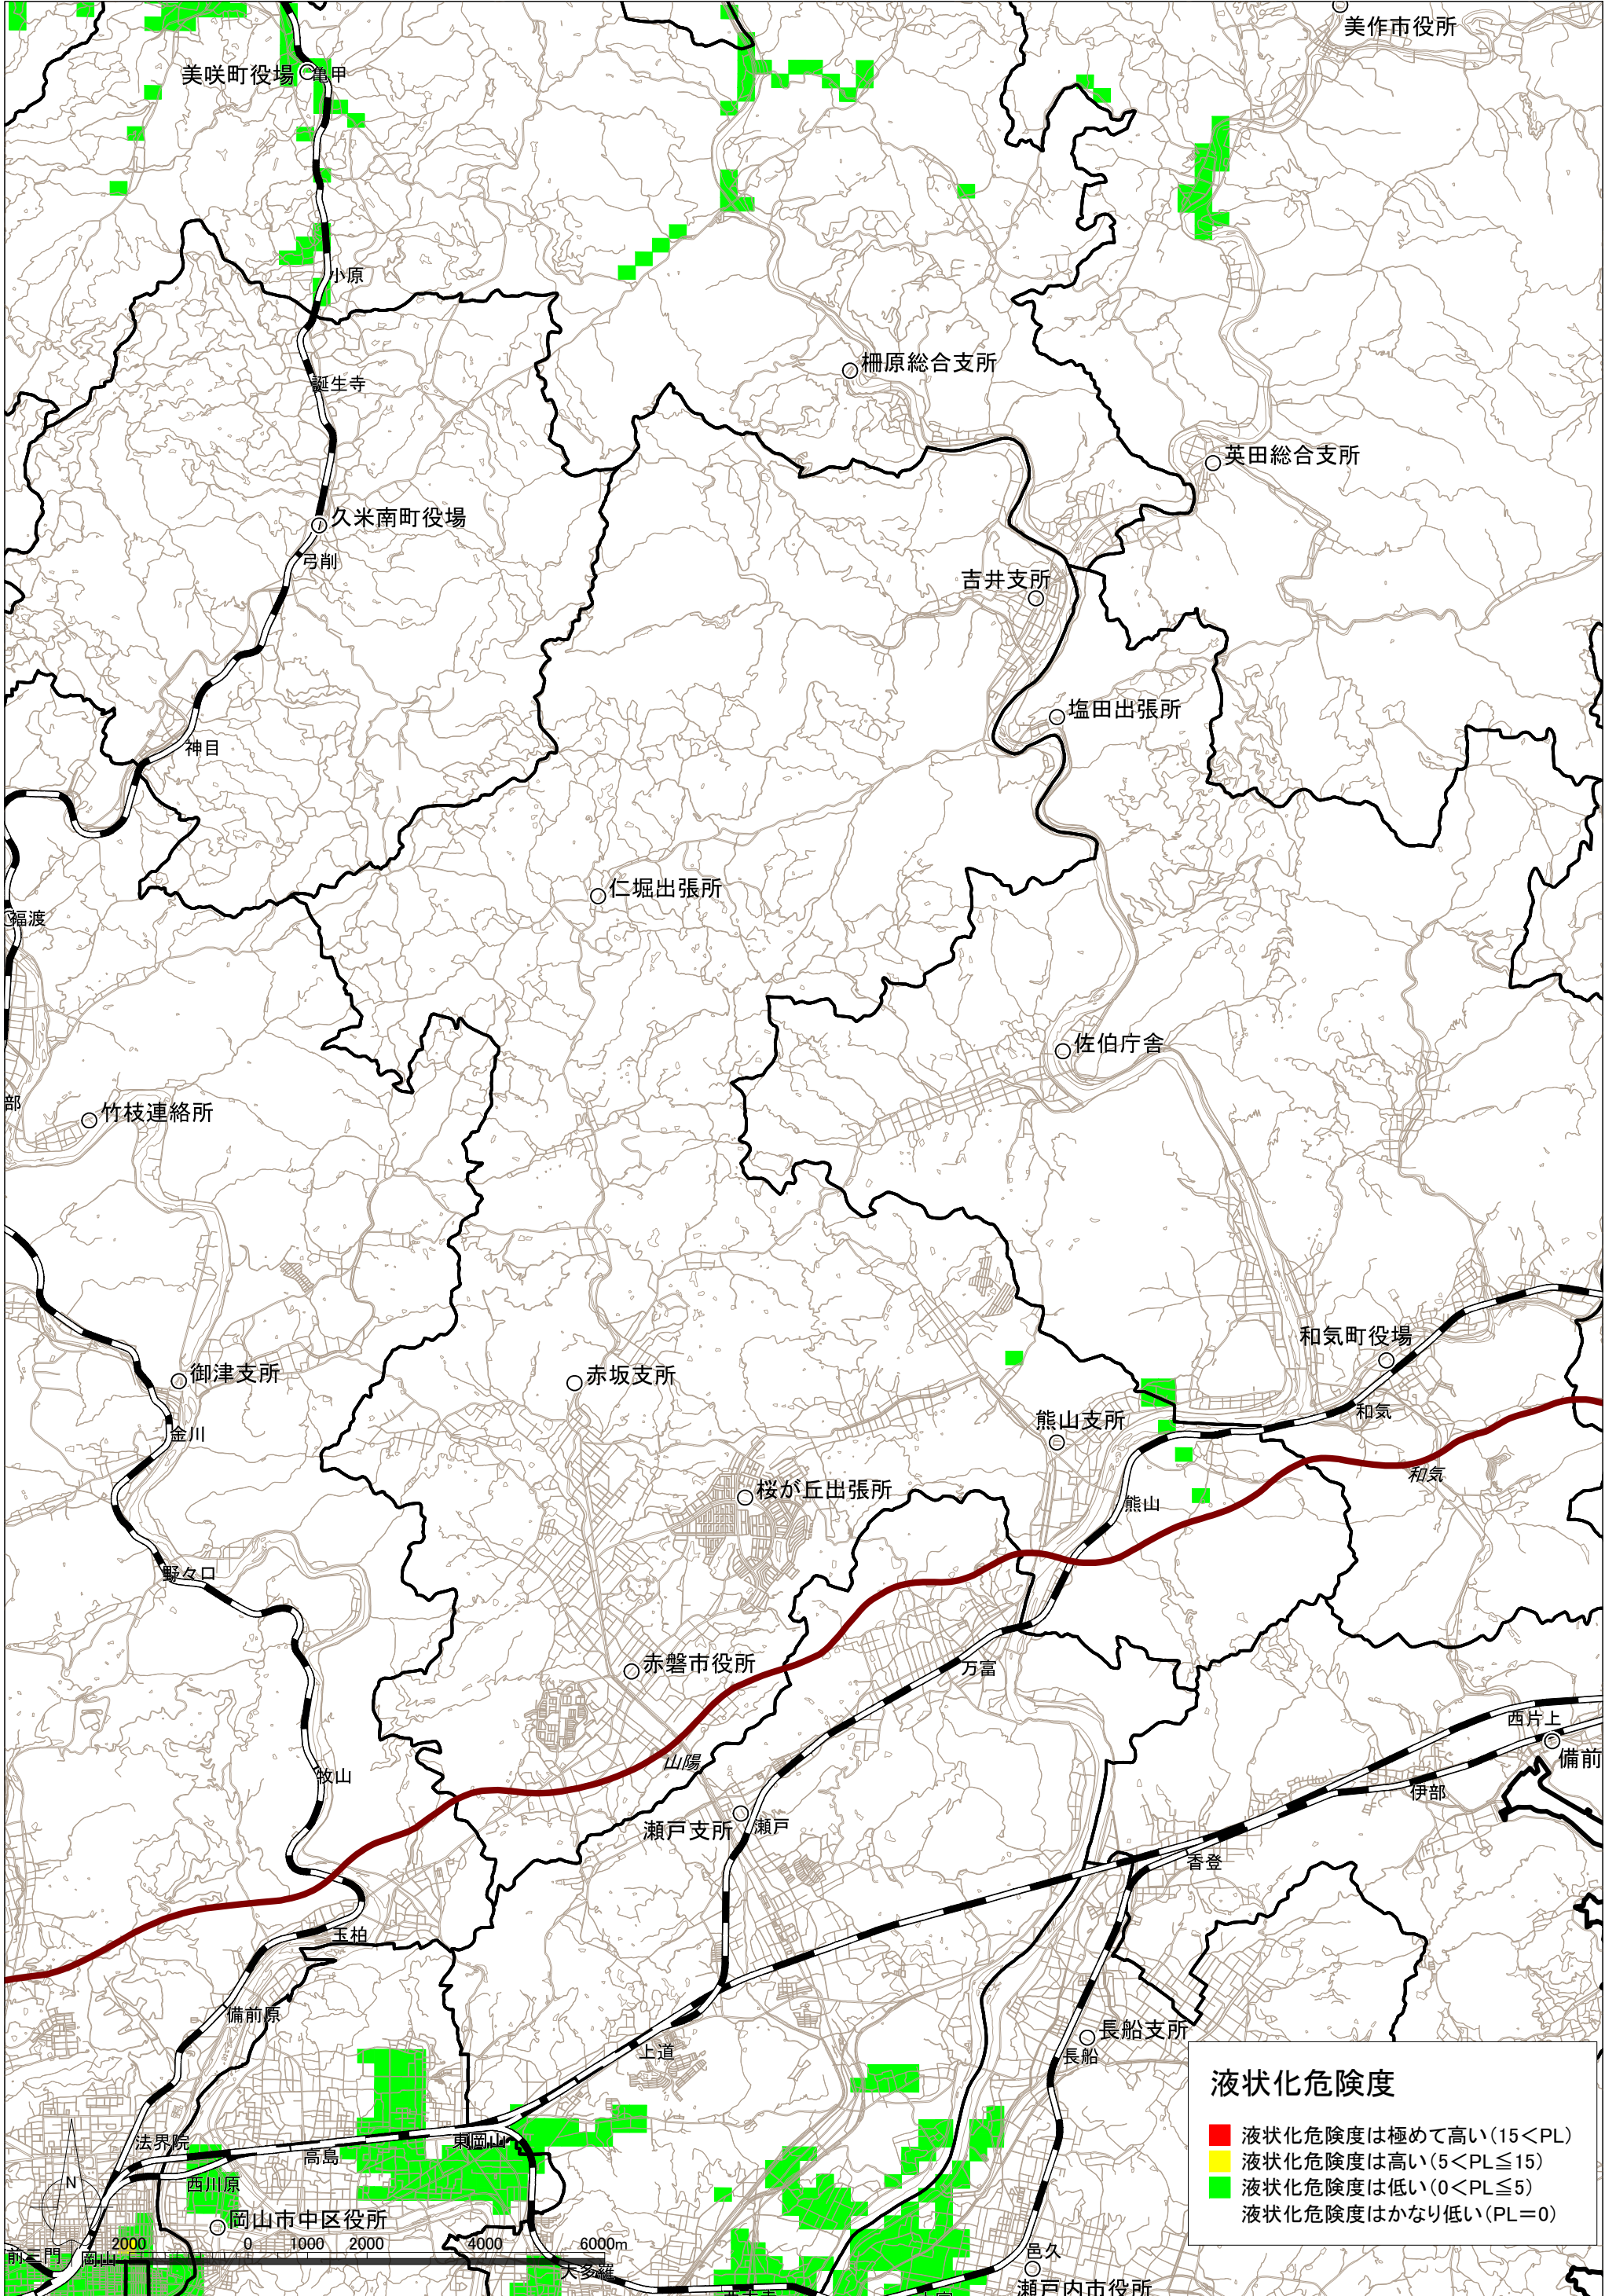 美作市役所
美咲町役場
亀甲
小原
柵原総合支所
誕生寺
英田総合支所
久米南町役場
弓削
吉井支所
塩田出張所
神目
仁堀出張所
福渡
佐伯庁舎
部
竹枝連絡所
和気町役場
御津支所
赤坂支所
和気
熊山支所
金川
和気
桜が丘出張所
熊山
野々口
赤磐市役所
万富
西片上
備前
山陽
牧山
伊部
瀬戸支所
瀬戸
香登
玉柏
備前原
長船支所
上道
長船
液状化危険度
液状化危険度は極めて高い(15<PL)
液状化危険度は高い(5<PL≦15)
液状化危険度は低い(0<PL≦5)
液状化危険度はかなり低い(PL=0)
法界院
高島
東岡山
西川原
N
岡山市中区役所
2000 0 1000 2000 4000 6000m
岡山
大多羅
邑久
瀬戸内市役所